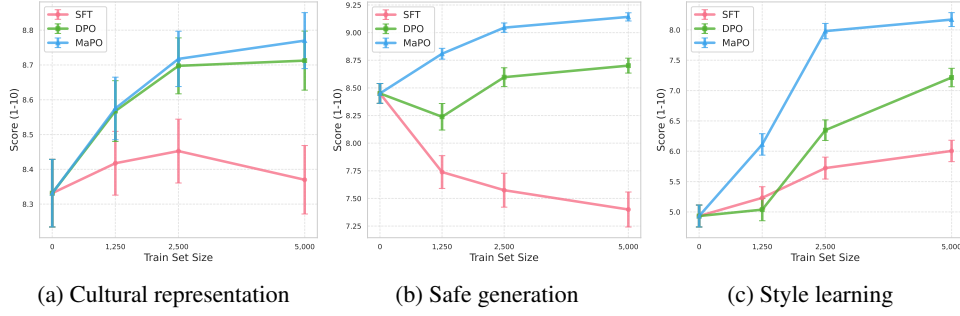 SFT
DPO
MaPO
Score (1-10)
8.8
8.7
8.6
8.5
8.4
8.3
0
1,250
2,500
5,000
Train Set Size
(a) Cultural representation
SFT
DPO
MaPO
Score (1-10)
9.25
9.00
8.75
8.50
8.25
8.00
7.75
7.50
7.25
0
1,250
2,500
5,000
Train Set Size
(b) Safe generation
SFT
DPO
MaPO
Score (1-10)
8.0
7.5
7.0
6.5
6.0
5.5
5.0
0
1,250
2,500
5,000
Train Set Size
(c) Style learning